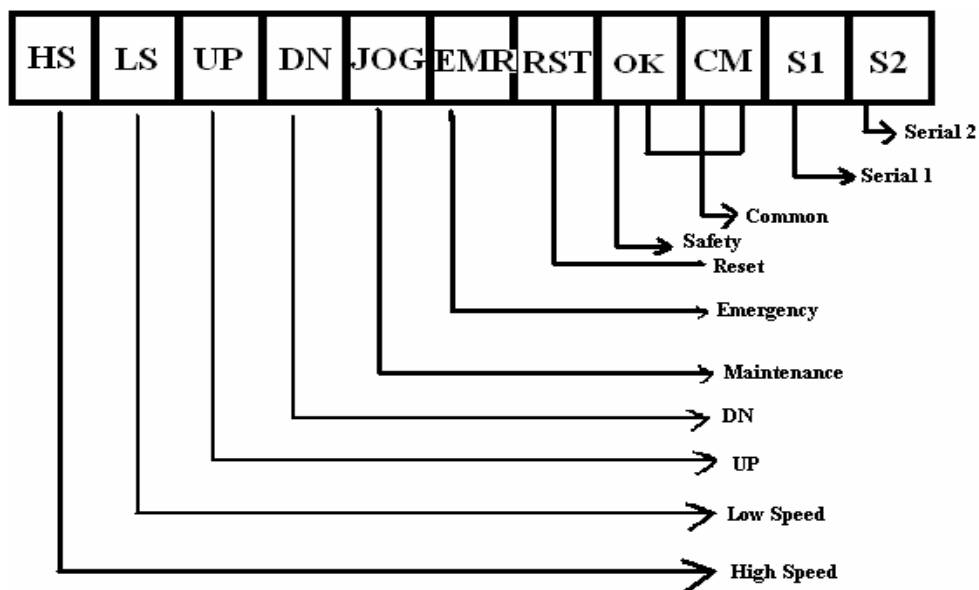 HS LS UP DN JOG EMR RST OK CM S1 S2
Serial 2
Serial 1
Common
Safety
Reset
Emergency
Maintenance
DN
UP
Low Speed
High Speed